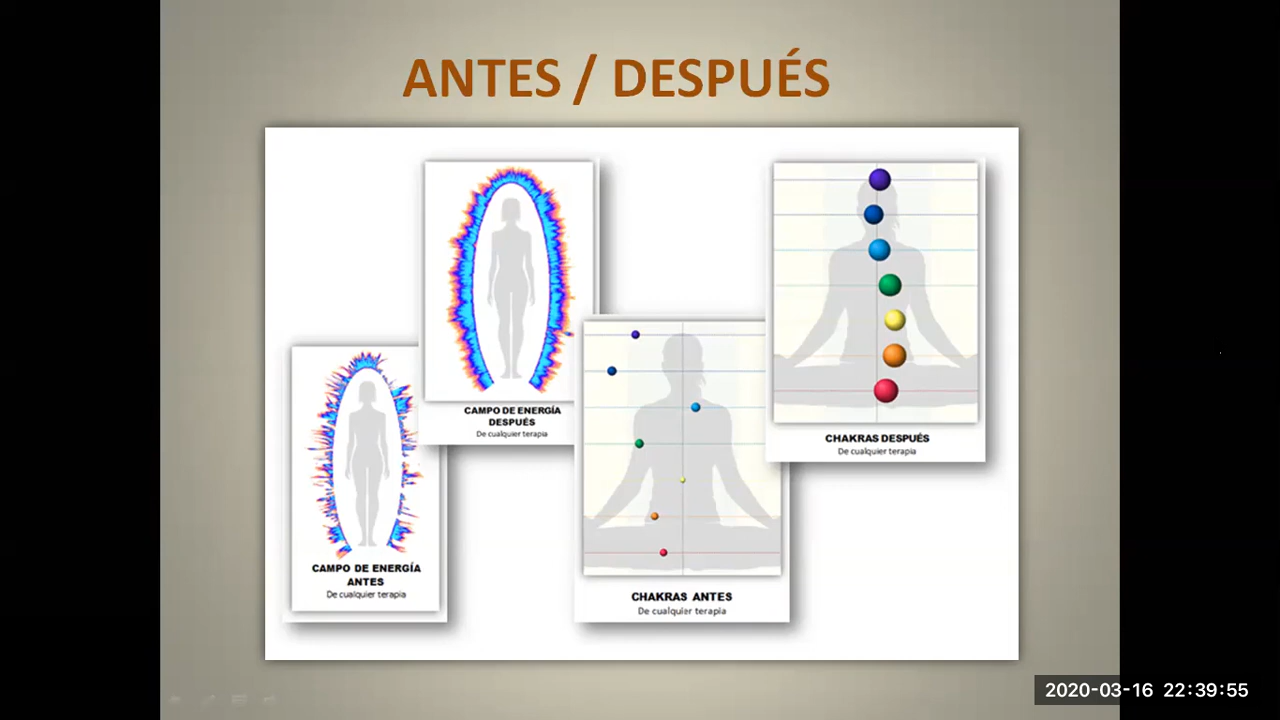 ANTES / DESPUÉS
CAMPO DE ENERGÍA
DESPUÉS
De cualquier terapia
CHAKRAS DESPUÉS
De cualquier terapia
CAMPO DE ENERGÍA
ANTES
De cualquier terapia
CHAKRAS ANTES
De cualquier terapia
2020-03-16 22:39:55